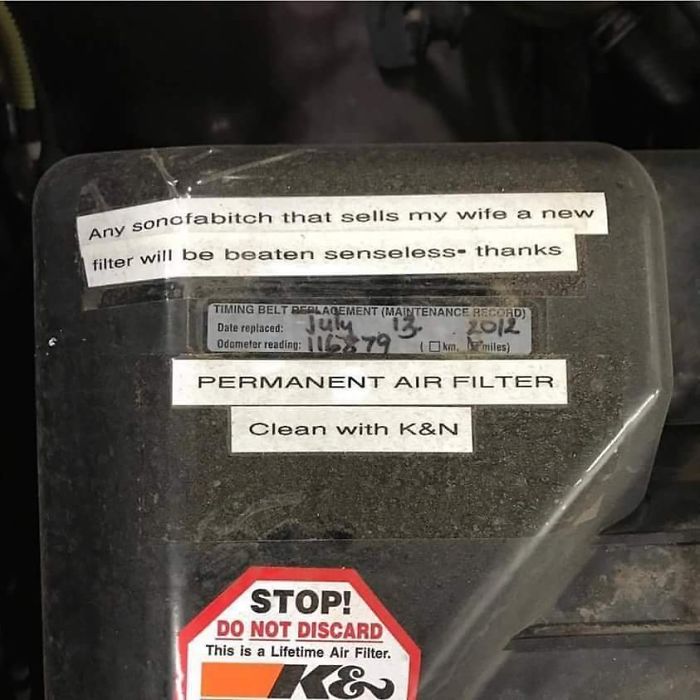 Any sonofabitch that sells my wife a new
filter will be beaten senseless- thanks
TIMING BELT REPLACEMENT (MAINTENANCE RECORD)
Date replaced: July 13 2012
Odometer reading: 116879 (☐ km, ☑ miles)
PERMANENT AIR FILTER
Clean with K&N
STOP!
DO NOT DISCARD
This is a Lifetime Air Filter.
K&N